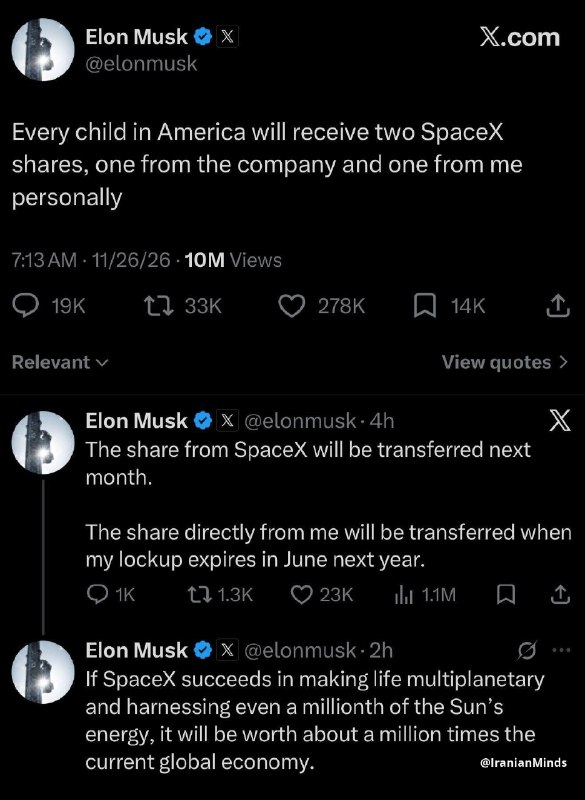 Elon Musk X
X.com
@elonmusk
Every child in America will receive two SpaceX
shares, one from the company and one from me
personally
7:13 AM · 11/26/26 · 10M Views
19K 33K 278K 14K
Relevant
View quotes
Elon Musk X @elonmusk · 4h
X
The share from SpaceX will be transferred next
month.
The share directly from me will be transferred when
my lockup expires in June next year.
1K 1.3K 23K 1.1M
Elon Musk X @elonmusk · 2h
If SpaceX succeeds in making life multiplanetary
and harnessing even a millionth of the Sun’s
energy, it will be worth about a million times the
current global economy.
@IranianMinds